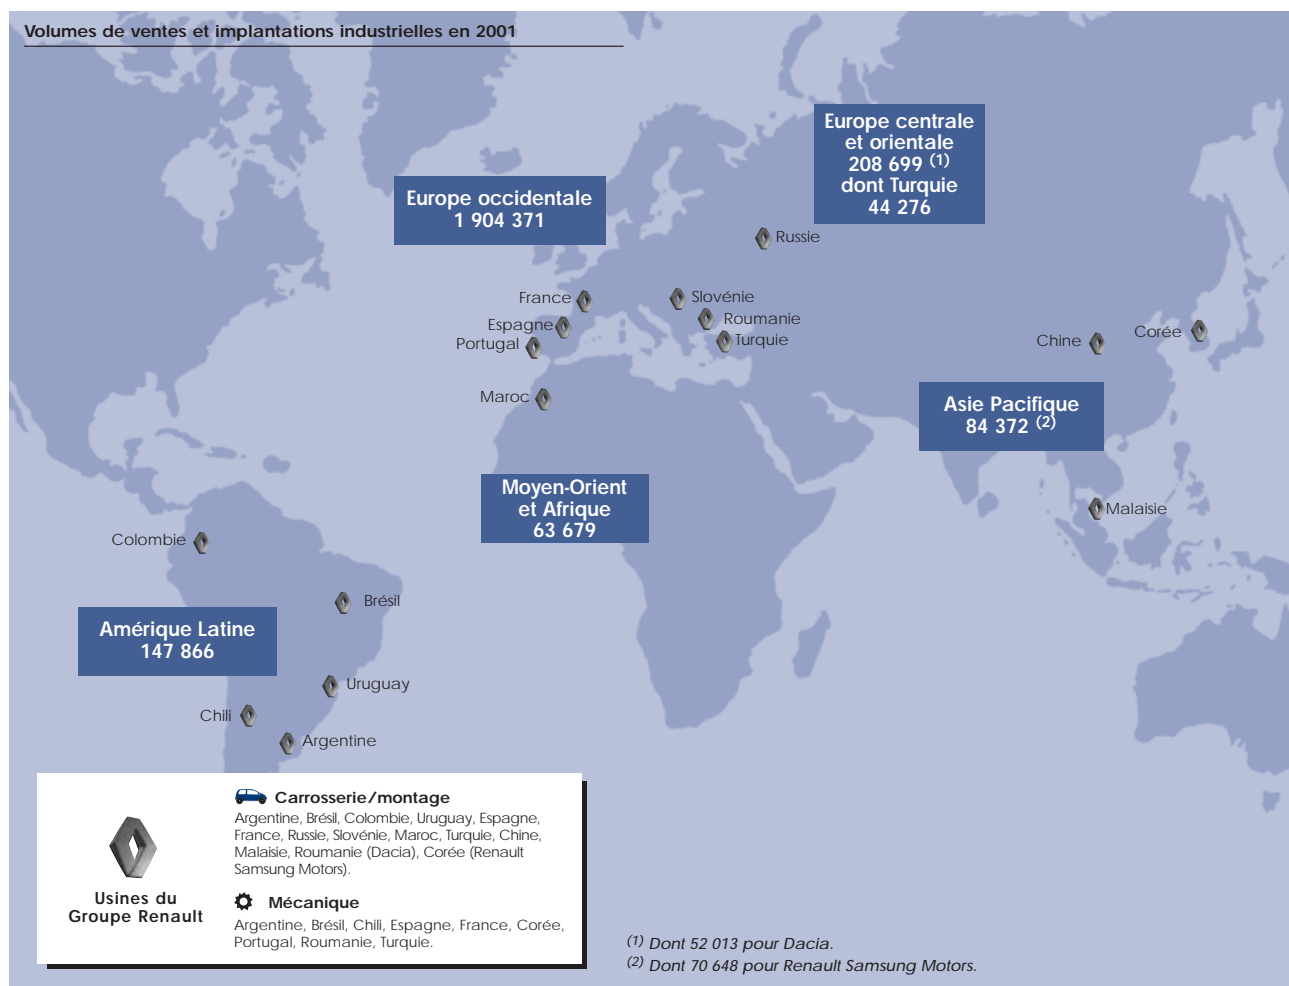 Volumes de ventes et implantations industrielles en 2001
Europe centrale
et orientale
208 699 (1)
dont Turquie
44 276
Europe occidentale
1 904 371
Russie
France
Slovénie
Espagne
Roumanie
Portugal
Turquie
Chine
Corée
Maroc
Asie Pacifique
84 372 (2)
Moyen-Orient
et Afrique
63 679
Malaisie
Colombie
Brésil
Amérique Latine
147 866
Uruguay
Chili
Argentine
Usines du
Groupe Renault
Carrosserie/montage
Argentine, Brésil, Colombie, Uruguay, Espagne,
France, Russie, Slovénie, Maroc, Turquie, Chine,
Malaisie, Roumanie (Dacia), Corée (Renault
Samsung Motors).
Mécanique
Argentine, Brésil, Chili, Espagne, France, Corée,
Portugal, Roumanie, Turquie.
(1) Dont 52 013 pour Dacia.
(2) Dont 70 648 pour Renault Samsung Motors.